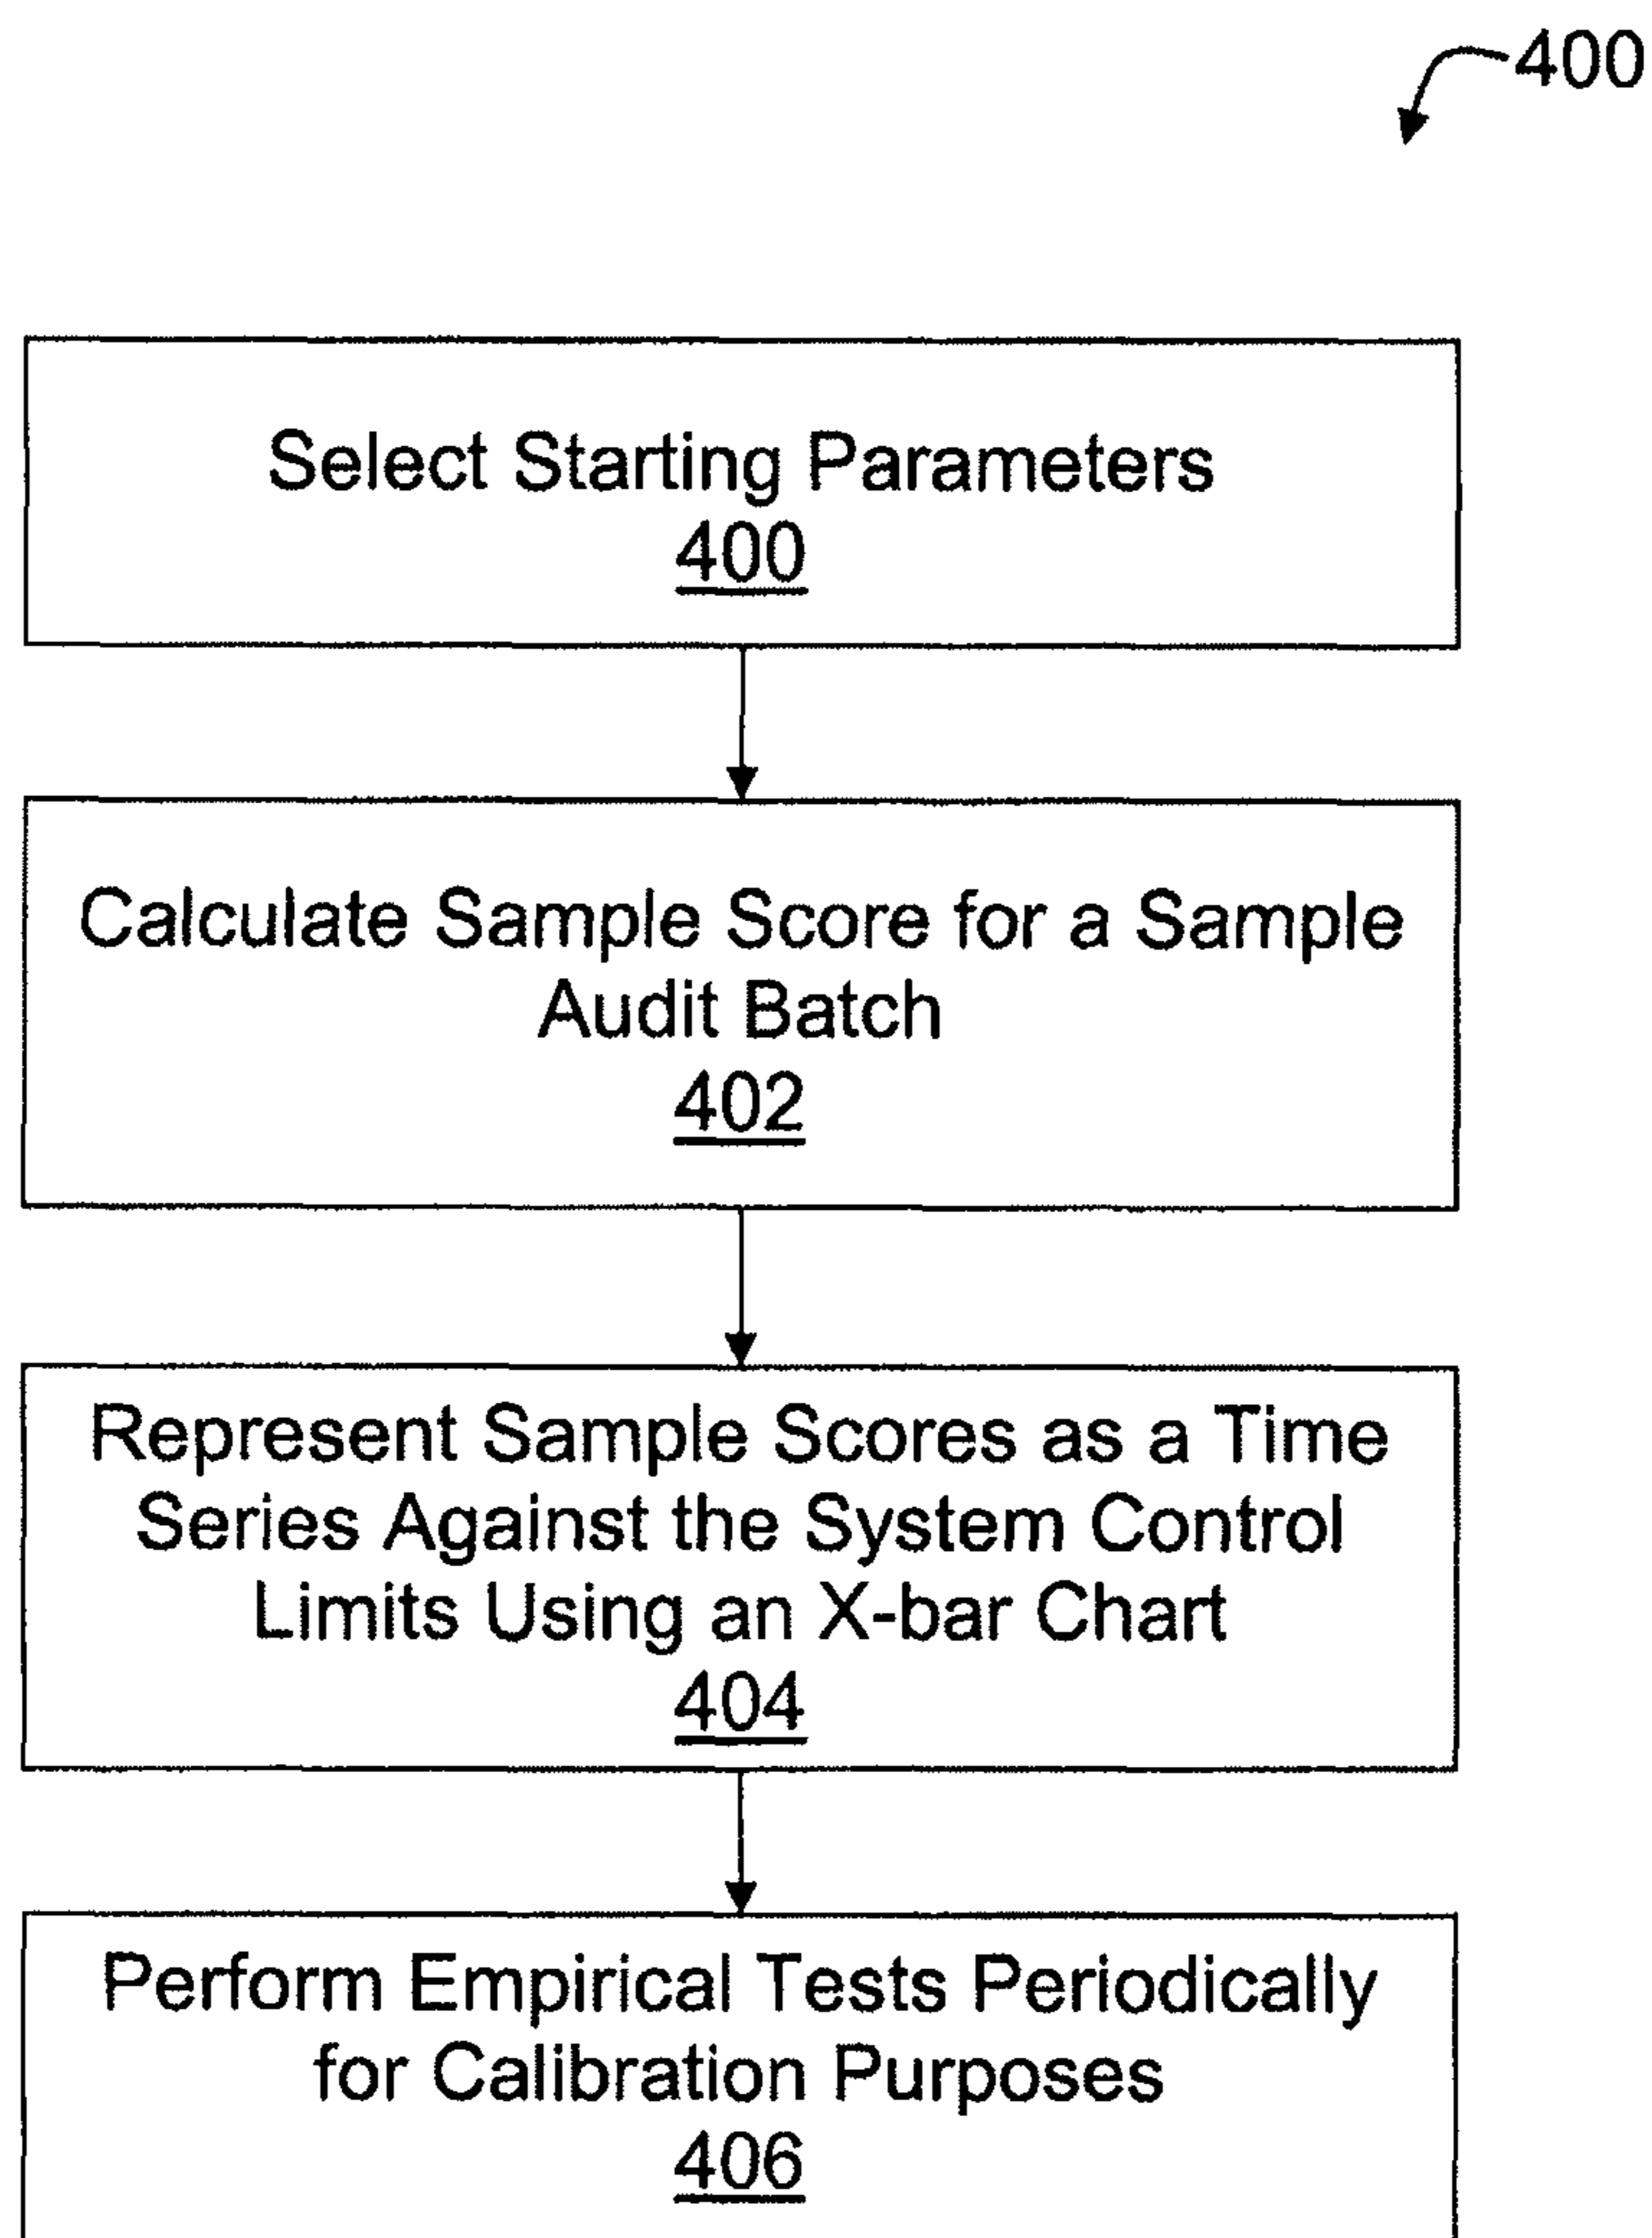 400
Select Starting Parameters
400
Calculate Sample Score for a Sample
Audit Batch
402
Represent Sample Scores as a Time
Series Against the System Control
Limits Using an X-bar Chart
404
Perform Empirical Tests Periodically
for Calibration Purposes
406